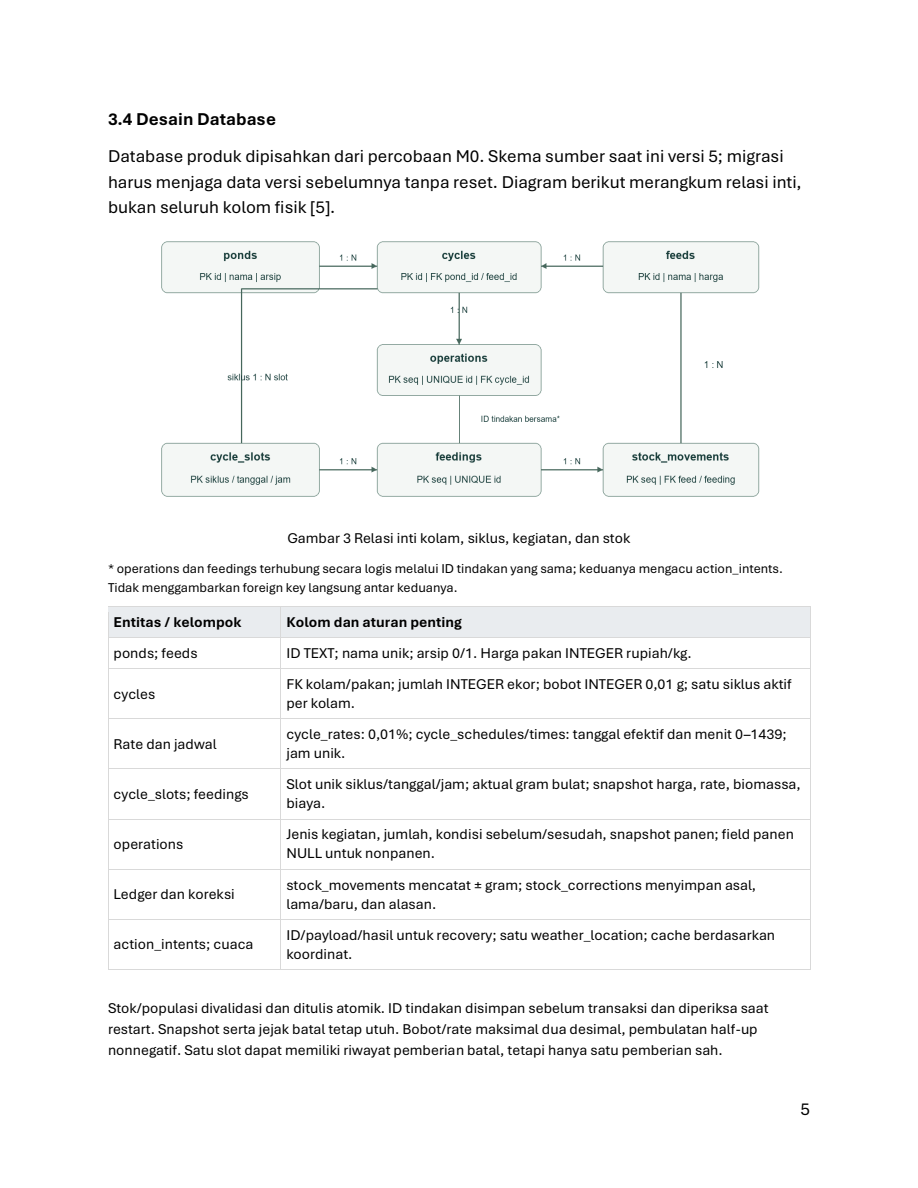 3.4 Desain Database
Database produk dipisahkan dari percobaan M0. Skema sumber saat ini versi 5; migrasi
harus menjaga data versi sebelumnya tanpa reset. Diagram berikut merangkum relasi inti,
bukan seluruh kolom fisik [5].
ponds
PK id | nama | arsip
1 : N
cycles
PK id | FK pond_id / feed_id
1 : N
feeds
PK id | nama | harga
1 : N
operations
PK seq | UNIQUE id | FK cycle_id
siklus 1 : N slot
1 : N
ID tindakan bersama*
cycle_slots
PK siklus / tanggal / jam
1 : N
feedings
PK seq | UNIQUE id
1 : N
stock_movements
PK seq | FK feed / feeding
Gambar 3 Relasi inti kolam, siklus, kegiatan, dan stok
* operations dan feedings terhubung secara logis melalui ID tindakan yang sama; keduanya mengacu action_intents.
Tidak menggambarkan foreign key langsung antar keduanya.
Entitas / kelompok
Kolom dan aturan penting
ponds; feeds
ID TEXT; nama unik; arsip 0/1. Harga pakan INTEGER rupiah/kg.
cycles
FK kolam/pakan; jumlah INTEGER ekor; bobot INTEGER 0,01 g; satu siklus aktif
per kolam.
Rate dan jadwal
cycle_rates: 0,01%; cycle_schedules/times: tanggal efektif dan menit 0–1439;
jam unik.
cycle_slots; feedings
Slot unik siklus/tanggal/jam; aktual gram bulat; snapshot harga, rate, biomassa,
biaya.
operations
Jenis kegiatan, jumlah, kondisi sebelum/sesudah, snapshot panen; field panen
NULL untuk nonpanen.
Ledger dan koreksi
stock_movements mencatat ± gram; stock_corrections menyimpan asal,
lama/baru, dan alasan.
action_intents; cuaca
ID/payload/hasil untuk recovery; satu weather_location; cache berdasarkan
koordinat.
Stok/populasi divalidasi dan ditulis atomik. ID tindakan disimpan sebelum transaksi dan diperiksa saat
restart. Snapshot serta jejak batal tetap utuh. Bobot/rate maksimal dua desimal, pembulatan half-up
nonnegatif. Satu slot dapat memiliki riwayat pemberian batal, tetapi hanya satu pemberian sah.
5